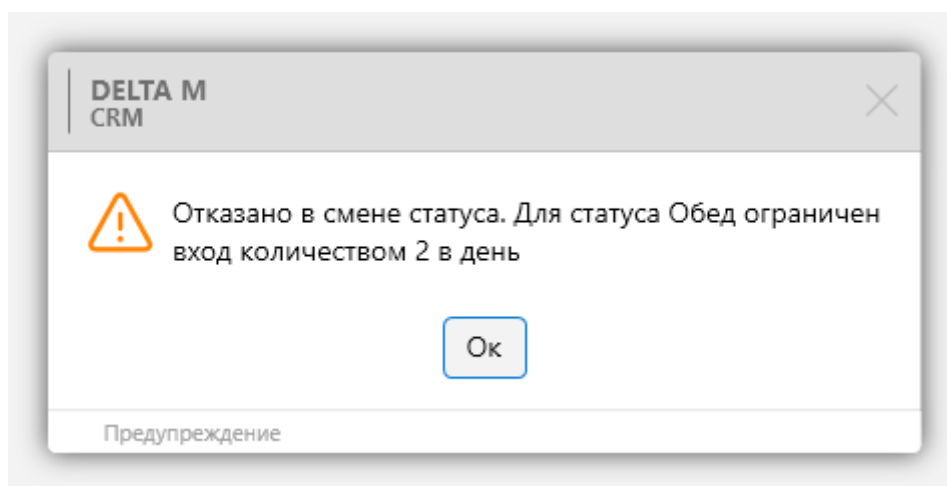 DELTA M
CRM
Отказано в смене статуса. Для статуса Обед ограничен
вход количеством 2 в день
Ок
Предупреждение